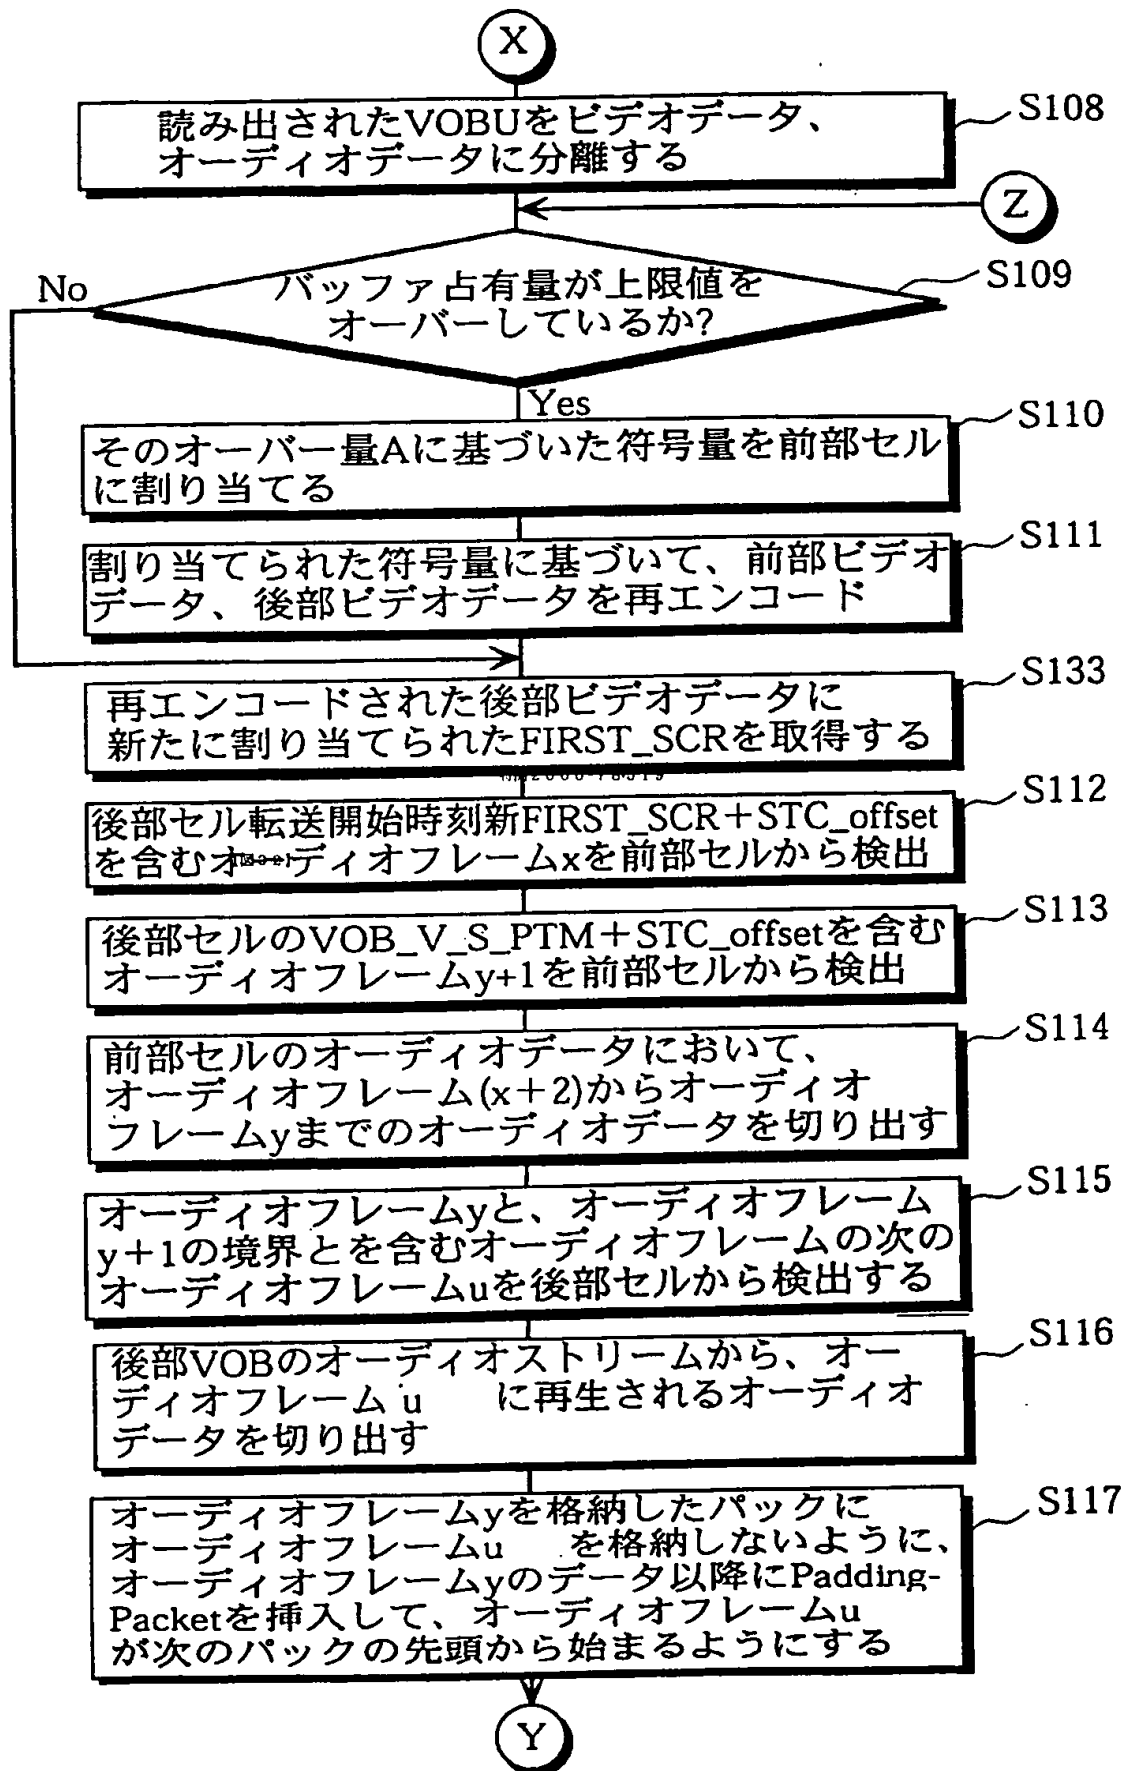 X
S108
読み出されたVOBUをビデオデータ、
オーディオデータに分離する
Z
S109
No
バッファ占有量が上限値を
オーバーしているか?
Yes
S110
そのオーバー量Aに基づいた符号量を前部セル
に割り当てる
S111
割り当てられた符号量に基づいて、前部ビデオ
データ、後部ビデオデータを再エンコード
S133
再エンコードされた後部ビデオデータに
新たに割り当てられたFIRST_SCRを取得する
S112
後部セル転送開始時刻新FIRST_SCR+STC_offset
を含むオーディオフレームxを前部セルから検出
S113
後部セルのVOB_V_S_PTM+STC_offsetを含む
オーディオフレームy+1を前部セルから検出
S114
前部セルのオーディオデータにおいて、
オーディオフレーム(x+2)からオーディオ
フレームyまでのオーディオデータを切り出す
S115
オーディオフレームyと、オーディオフレーム
y+1の境界とを含むオーディオフレームの次の
オーディオフレームuを後部セルから検出する
S116
後部VOBのオーディオストリームから、オー
ディオフレーム u に再生されるオーディオ
データを切り出す
S117
オーディオフレームyを格納したパックに
オーディオフレームu を格納しないように、
オーディオフレームyのデータ以降にPadding-
Packetを挿入して、オーディオフレームu
が次のパックの先頭から始まるようにする
Y